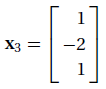 x₃ = [ 1
−2
1 ]